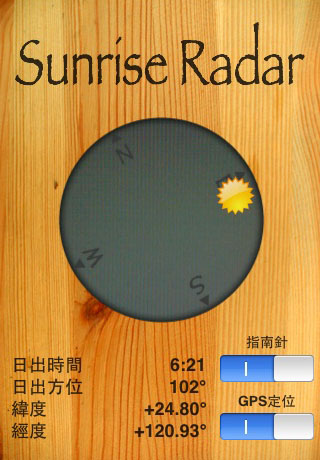 Sunrise Radar
N
W
S
指南針
日出時間 6:21
日出方位 102°
GPS定位
緯度 +24.80°
經度 +120.93°